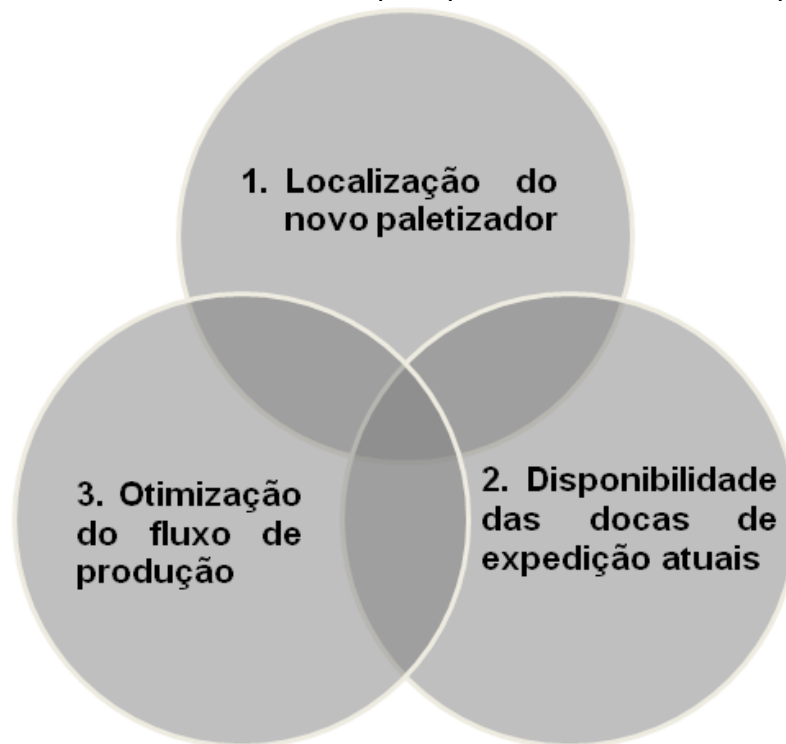 1. Localização do
novo paletizador
3. Otimização
do fluxo de
produção
2. Disponibilidade
das docas de
expedição atuais